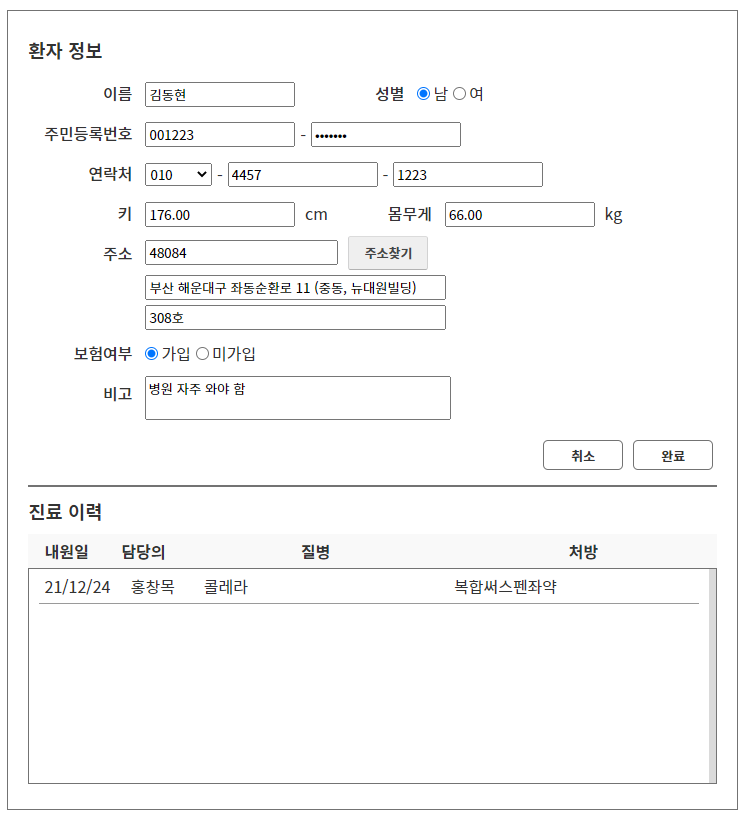 환자 정보
이름 김동현 성별 남 여
주민등록번호 001223 - •••••••
연락처 010 - 4457 - 1223
키 176.00 cm 몸무게 66.00 kg
주소 48084 주소찾기
부산 해운대구 좌동순환로 11 (중동, 뉴대원빌딩)
308호
보험여부 가입 미가입
비고 병원 자주 와야 함
취소 완료
진료 이력
내원일 담당의 질병 처방
21/12/24 홍창목 콜레라 복합써스펜좌약